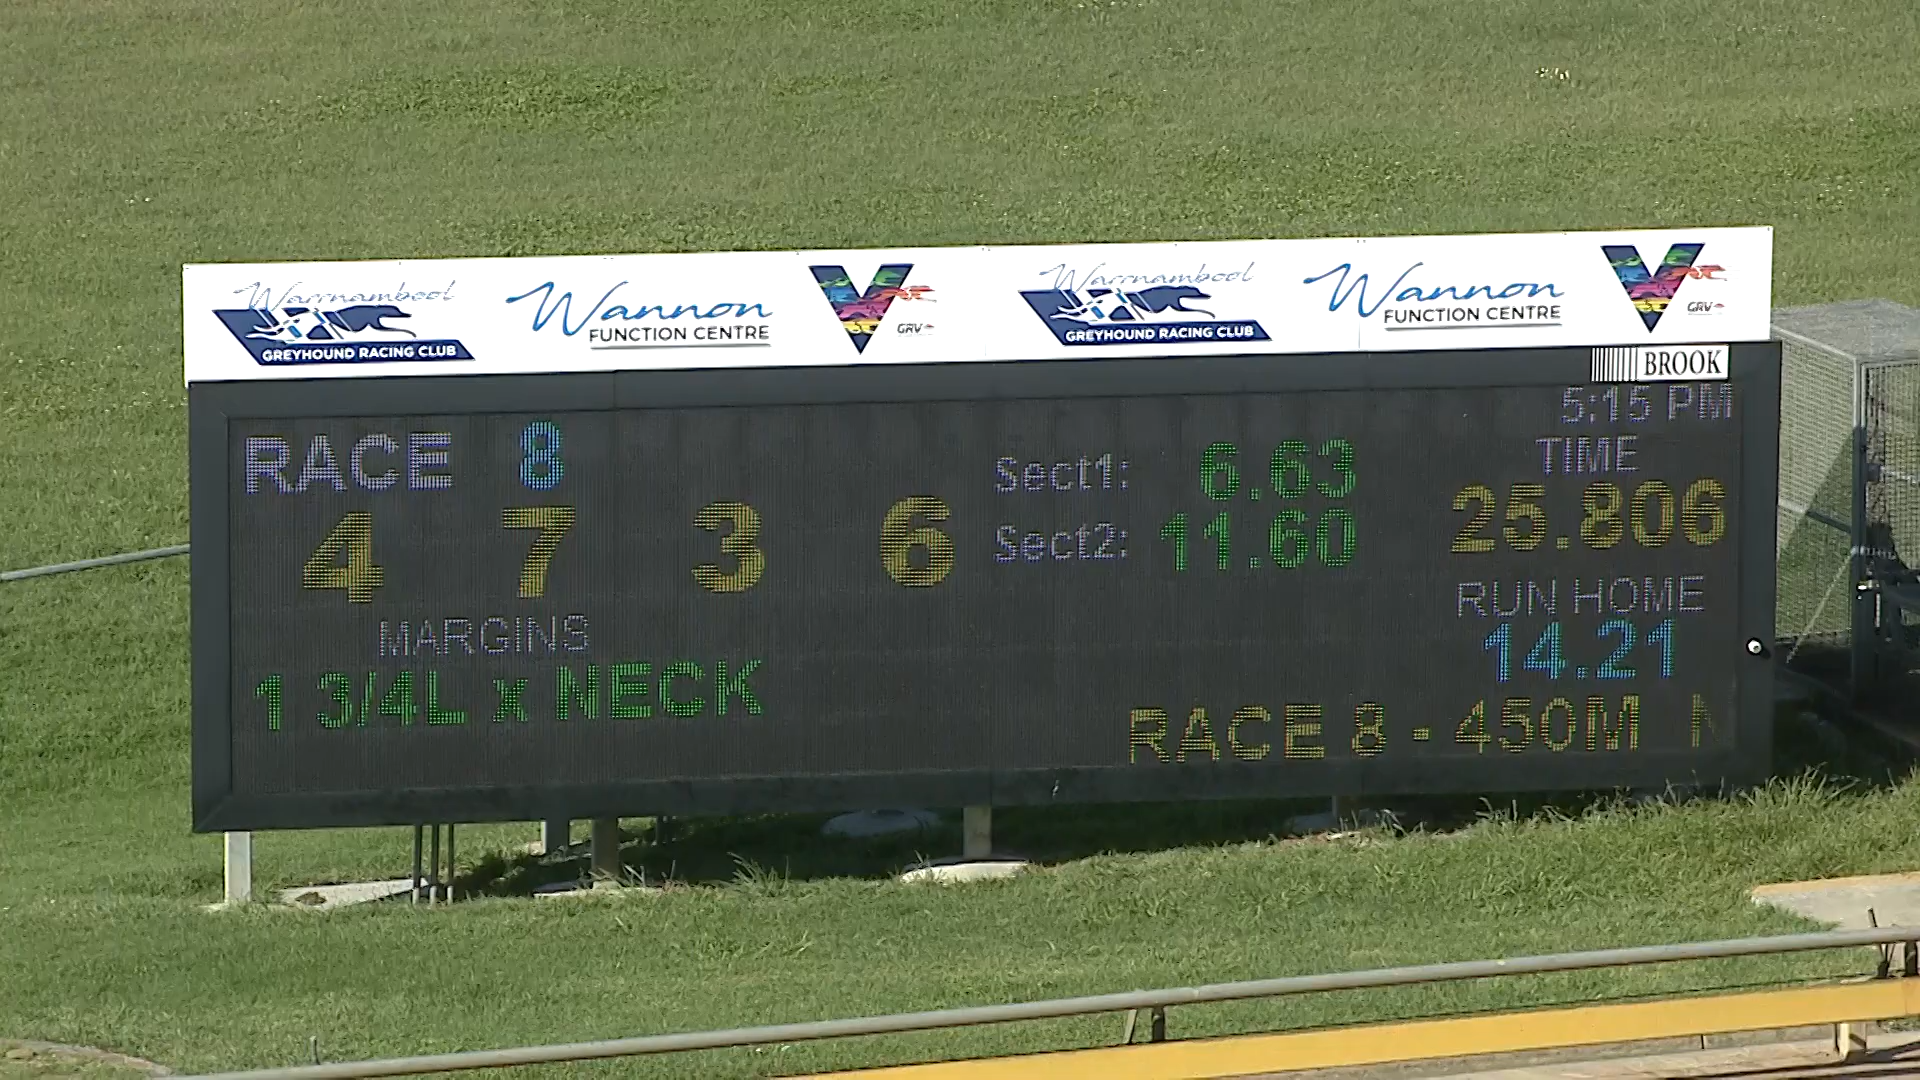 Warrnambool
GREYHOUND RACING CLUB
Wannon
FUNCTION CENTRE
V
GRV
Warrnambool
GREYHOUND RACING CLUB
Wannon
FUNCTION CENTRE
V
GRV
BROOK
5:15 PM
RACE 8
4 7 3 6
MARGINS
1 3/4L x NECK
Sect1: 6.63
Sect2: 11.60
TIME
25.806
RUN HOME
14.21
RACE 8 - 450M